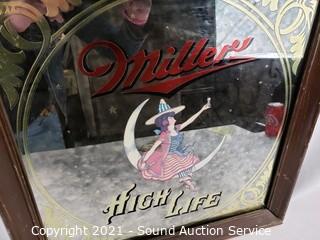 Miller
HIGH LIFE
Copyright 2021 - Sound Auction Service